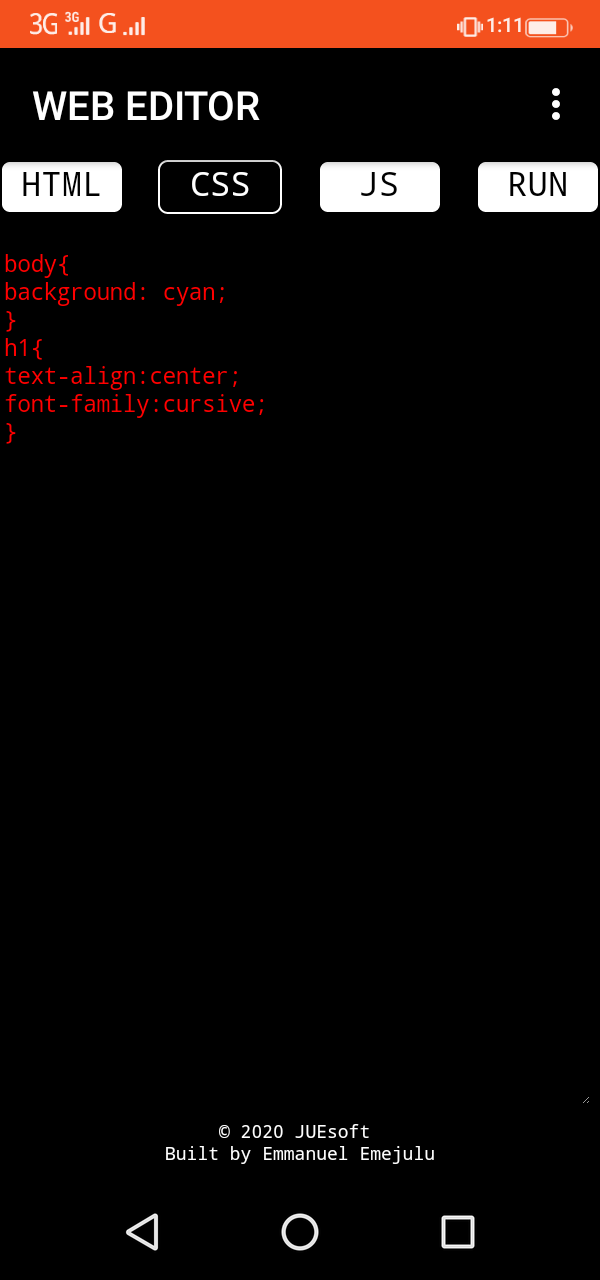 3G 3G G 1:11
WEB EDITOR
HTML CSS JS RUN
body{
background: cyan;
}
h1{
text-align:center;
font-family:cursive;
}
© 2020 JUEsoft
Built by Emmanuel Emejulu